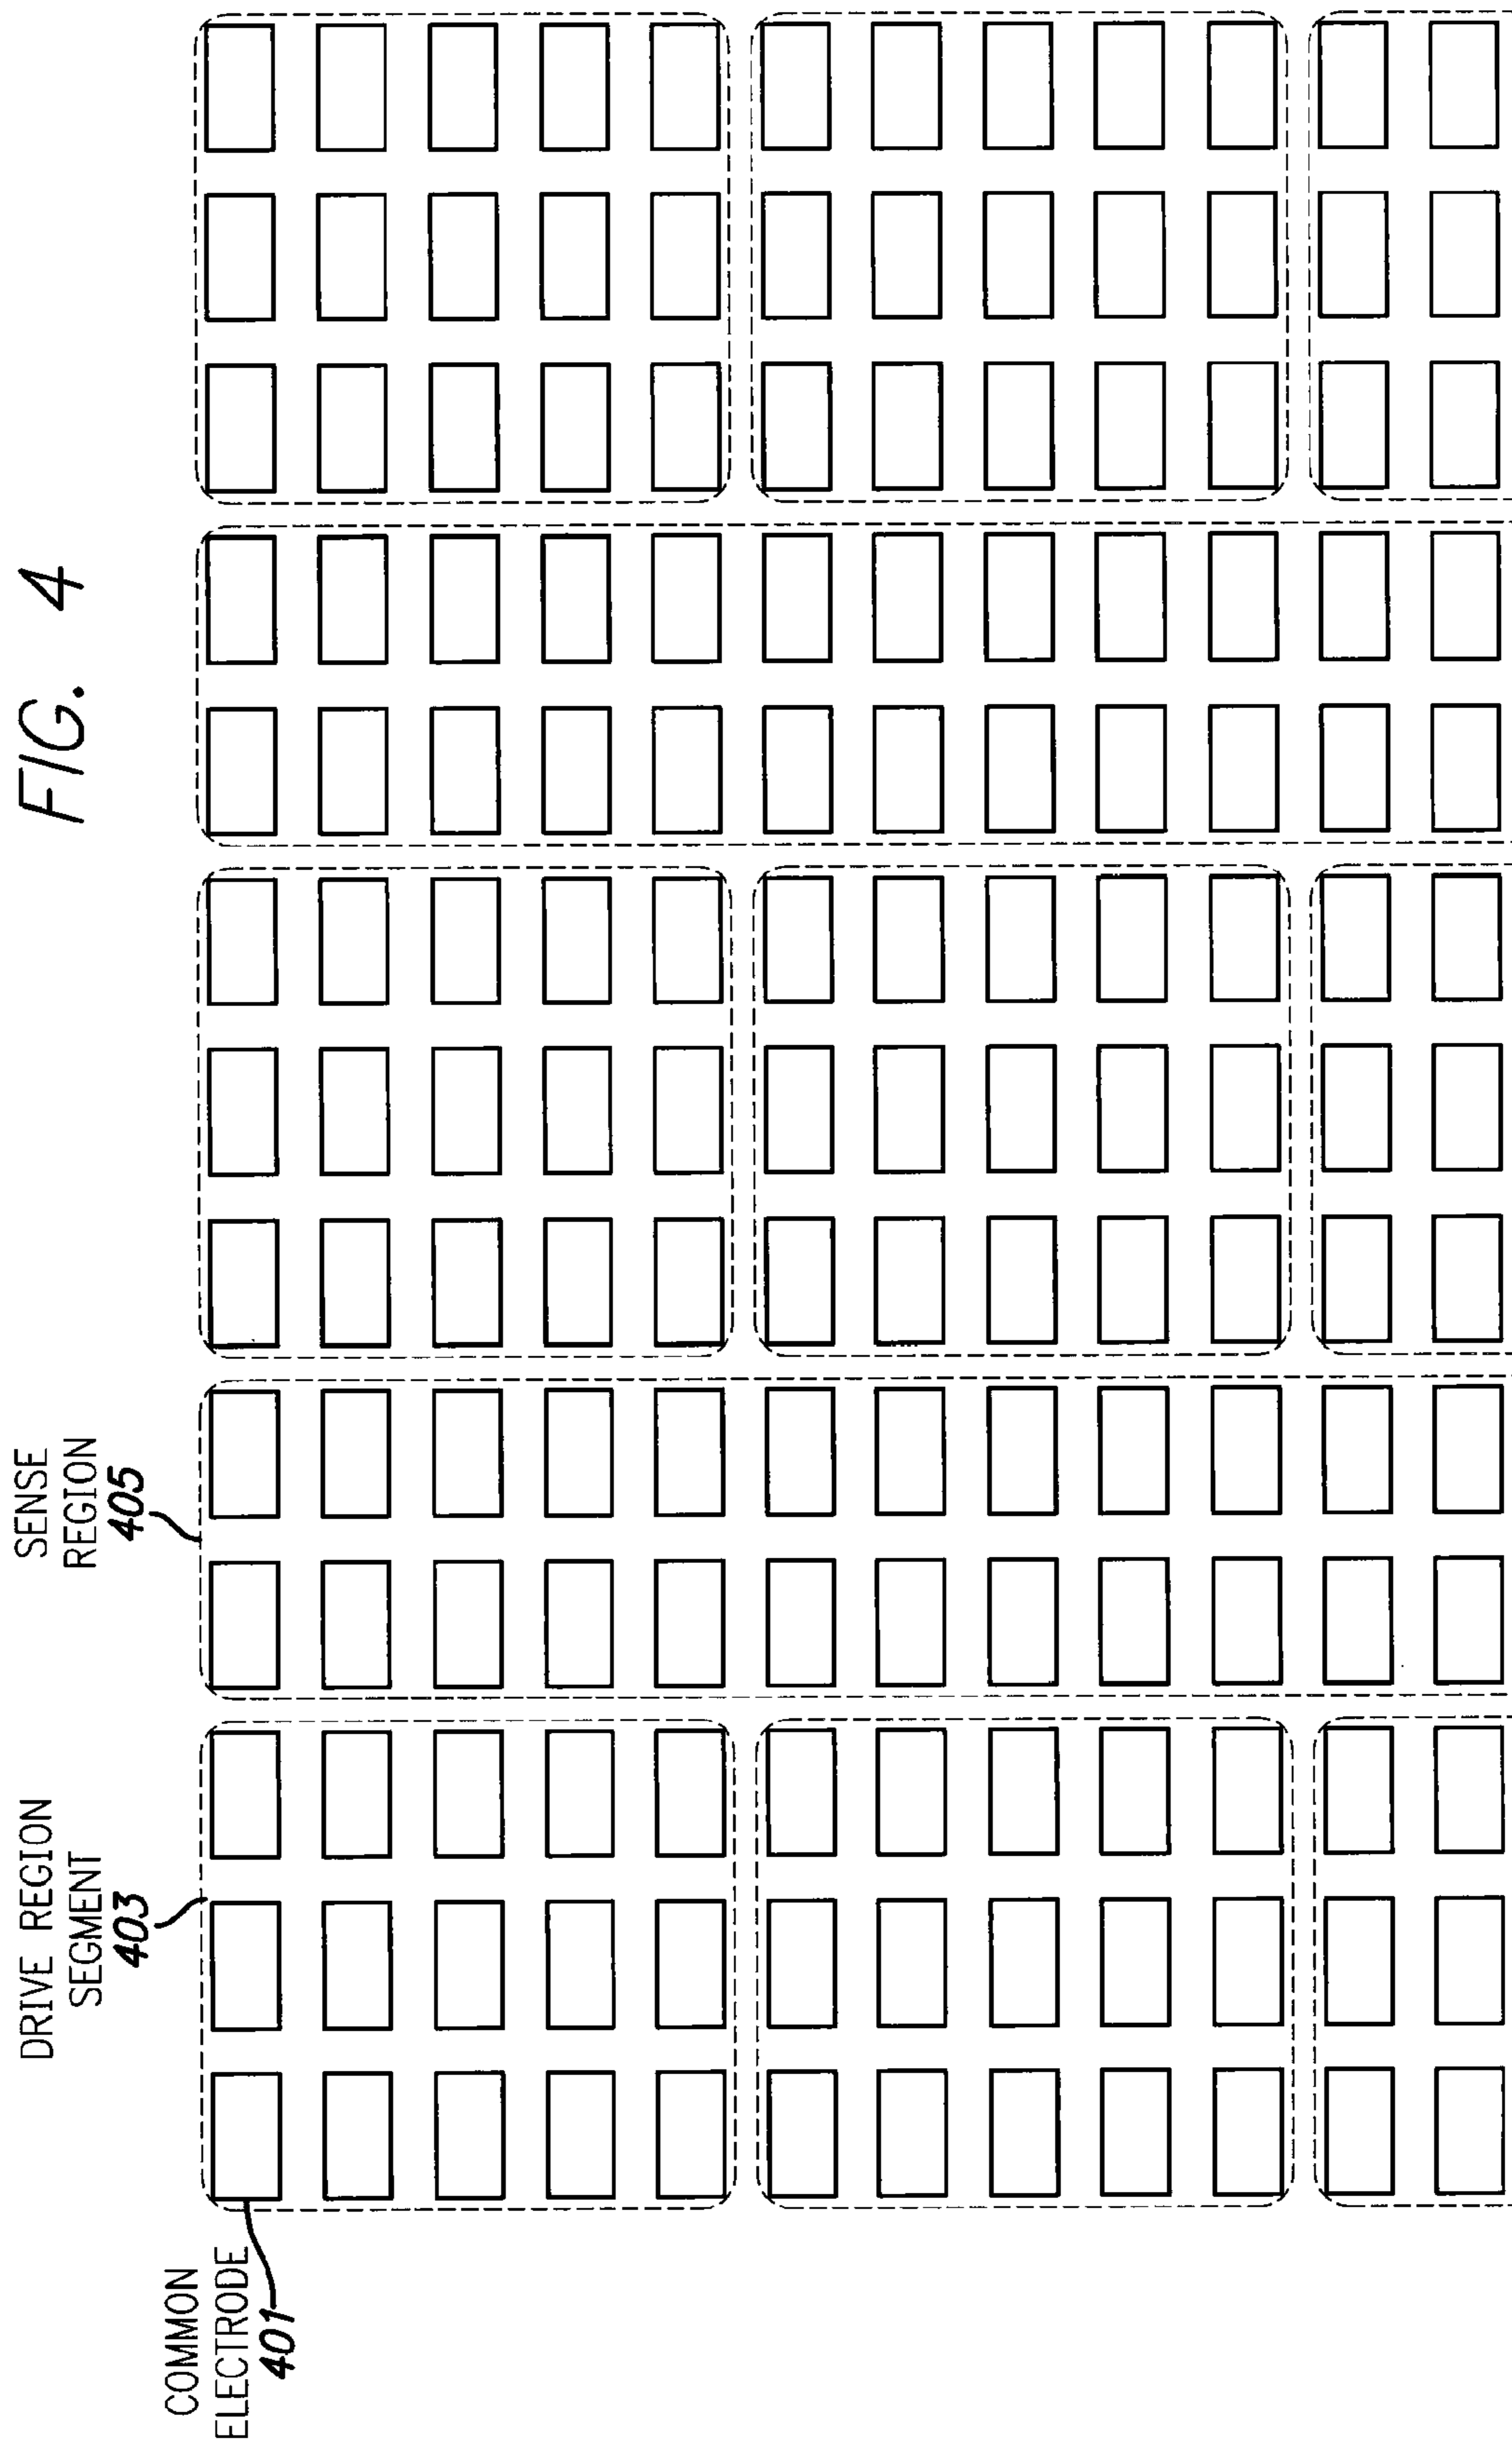 FIG. 4
COMMON
ELECTRODE
401
DRIVE REGION
SEGMENT
403
SENSE
REGION
405